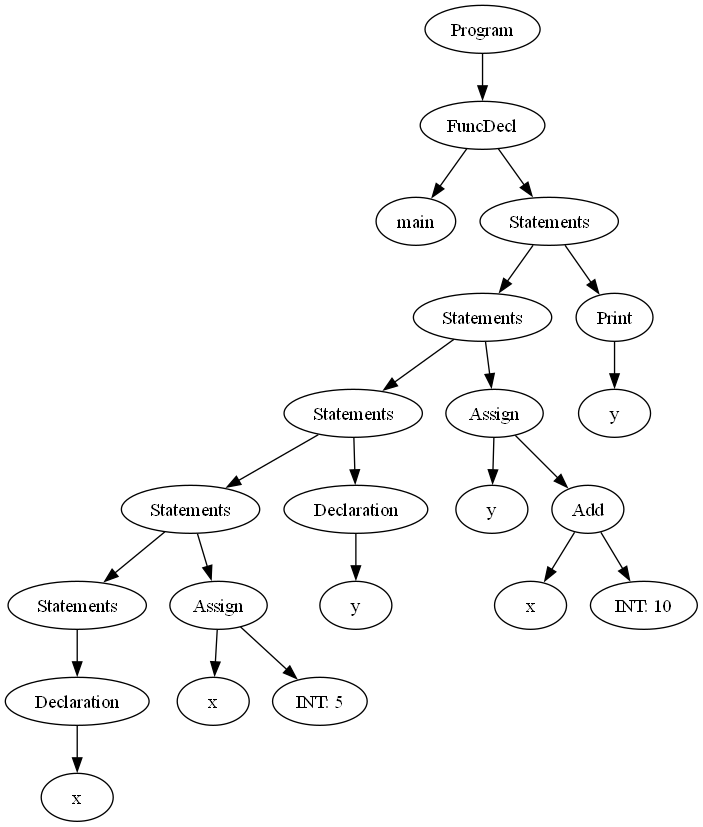 Program
FuncDecl
main
Statements
Statements
Print
Statements
Assign
y
Statements
Declaration
y
Add
Statements
Assign
y
x
INT: 10
Declaration
x
INT: 5
x